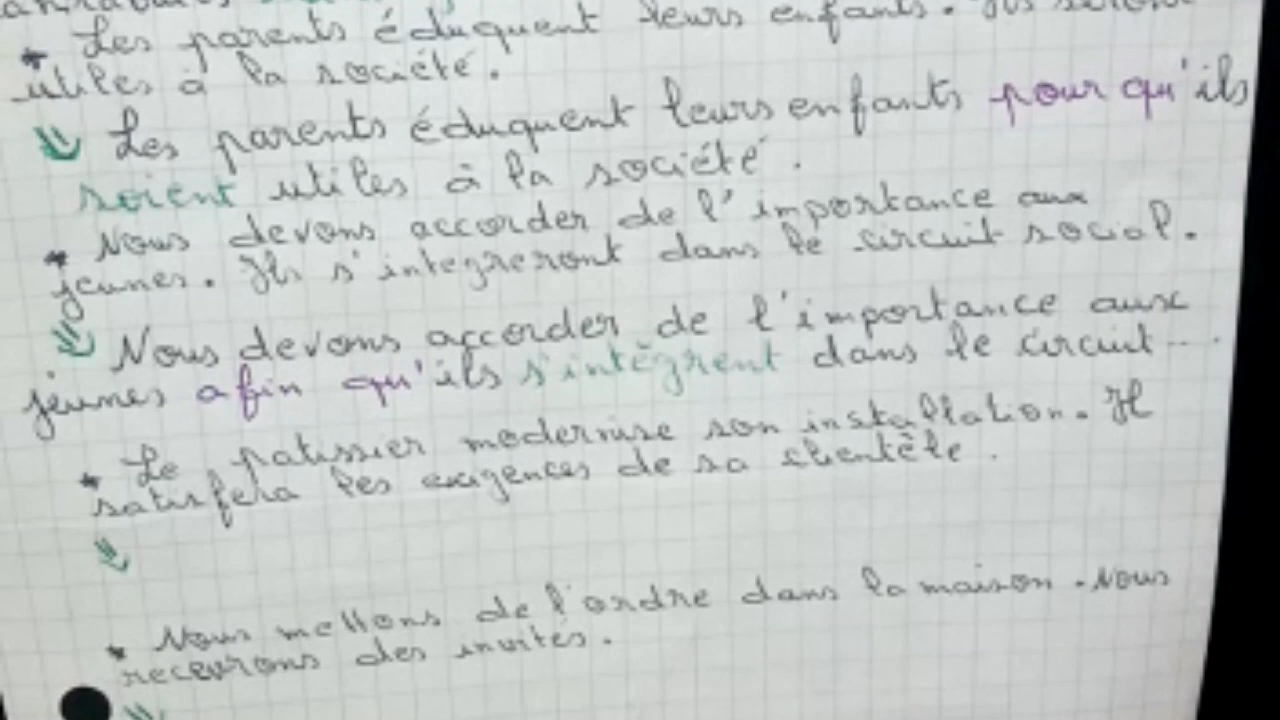 * Les parents éduquent leurs enfants. Ils seront
utiles à la société.
Les parents éduquent leurs enfants pour qu'ils
soient utiles à la société.
* Nous devons accorder de l'importance aux
jeunes. Ils s'intègreront dans le circuit social.
Nous devons accorder de l'importance aux
jeunes afin qu'ils s'intègrent dans le circuit ...
* Le patissier modernise son installation. Il
satisfera les exigences de sa clientèle.
* Nous mettons de l'ordre dans la maison. Nous
recevrons des invités.